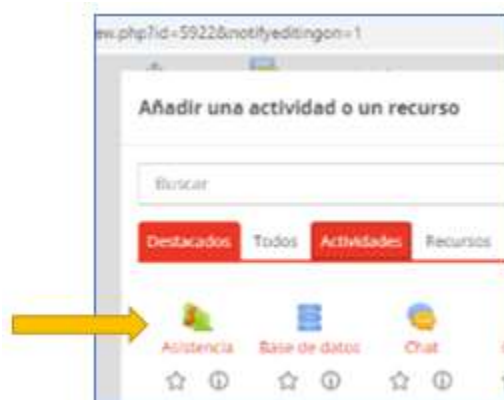 ew.php?id=5922&notifyeditingon=1
Añadir una actividad o un recurso
Buscar
Destacados Todos Actividades Recursos
Asistencia Base de datos Chat